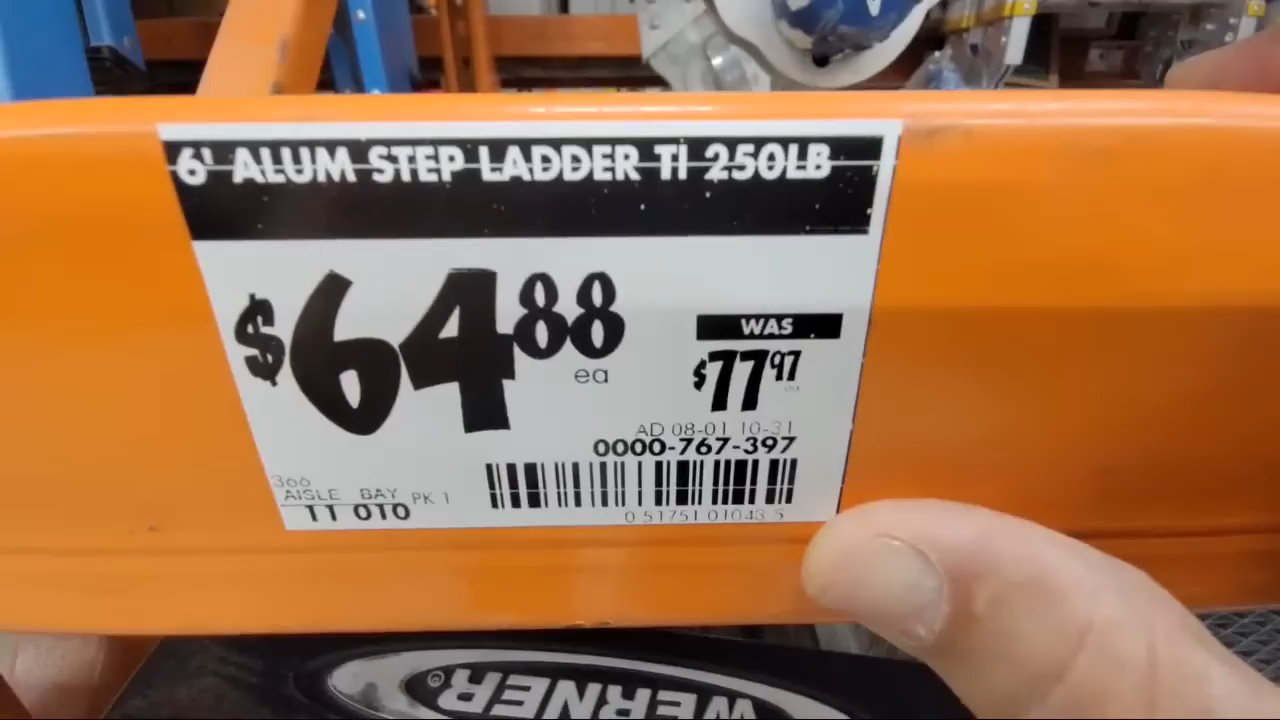 6' ALUM STEP LADDER TI 250LB
$64 88
ea
WAS
$77 97
AD 08-01 10-31
0000-767-397
366
AISLE BAY PK 1
11 010
0 51751 01043 5
WERNER®